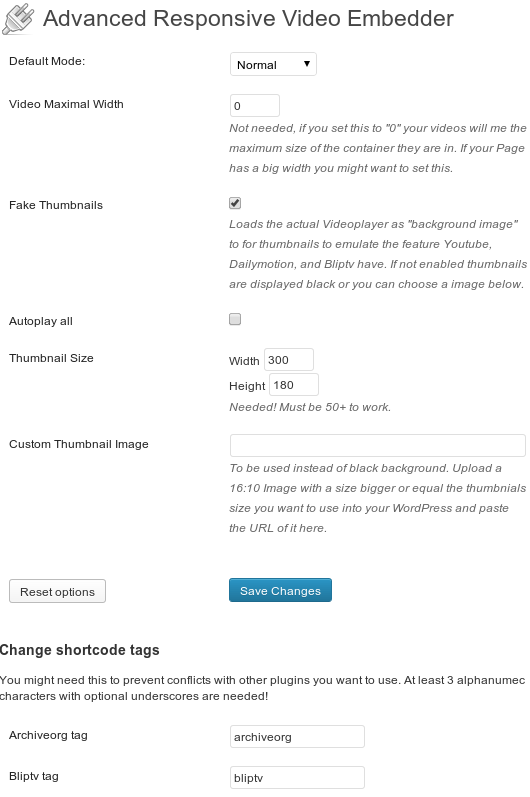 Advanced Responsive Video Embedder
Default Mode: Normal
Video Maximal Width 0
Not needed, if you set this to "0" your videos will me the
maximum size of the container they are in. If your Page
has a big width you might want to set this.
Fake Thumbnails
Loads the actual Videoplayer as "background image"
to for thumbnails to emulate the feature Youtube,
Dailymotion, and Bliptv have. If not enabled thumbnails
are displayed black or you can choose a image below.
Autoplay all
Thumbnail Size Width 300
Height 180
Needed! Must be 50+ to work.
Custom Thumbnail Image
To be used instead of black background. Upload a
16:10 Image with a size bigger or equal the thumbnials
size you want to use into your WordPress and paste
the URL of it here.
Reset options Save Changes
Change shortcode tags
You might need this to prevent conflicts with other plugins you want to use. At least 3 alphanumec
characters with optional underscores are needed!
Archiveorg tag archiveorg
Bliptv tag bliptv